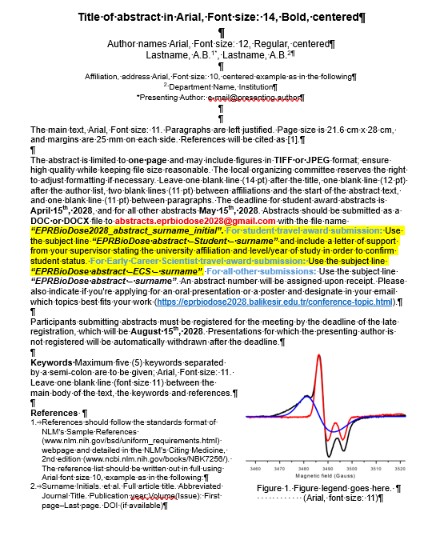 Title of abstract in Arial, Font size: 14, Bold, centered¶
¶
Author names Arial, Font size: 12, Regular, centered¶
Lastname, A.B.¹*, Lastname, A.B.²¶
¶
Affiliation, address Arial, Font size: 10, centered example as in the following¶
² Department Name, Institution¶
*Presenting Author: e-mail@presenting.author¶
¶
¶
The main text, Arial, Font size: 11. Paragraphs are left justified. Page size is 21.6 cm x 28 cm, and margins are 25 mm on each side. References will be cited as [1].¶
¶
The abstract is limited to one page and may include figures in TIFF or JPEG format; ensure
high quality while keeping file size reasonable. The local organizing committee reserves the right
to adjust formatting if necessary. Leave one blank line (14 pt) after the title, one blank line (12 pt)
after the author list, two blank lines (11 pt) between affiliations and the start of the abstract text,
and one blank line (11 pt) between paragraphs. The deadline for student award abstracts is
April 15th, 2028, and for all other abstracts May 15th, 2028. Abstracts should be submitted as a
DOC or DOCX file to abstracts.eprbiodose2028@gmail.com with the file name
"EPRBioDose2028_abstract_surname_initial". For student travel award submission: Use
the subject line "EPRBioDose abstract – Student – surname" and include a letter of support
from your supervisor stating the university affiliation and level/year of study in order to confirm
student status. For Early Career Scientist travel award submission: Use the subject line
"EPRBioDose abstract – ECS – surname". For all other submissions: Use the subject line
"EPRBioDose abstract – surname". An abstract number will be assigned upon receipt. Please
also indicate if you're applying for an oral presentation or a poster and designate in your email
which topics best fits your work (https://eprbiodose2028.balikesir.edu.tr/conference-topic.html).¶
¶
Participants submitting abstracts must be registered for the meeting by the deadline of the late
registration, which will be August 15th, 2028. Presentations for which the presenting author is
not registered will be automatically withdrawn after the deadline.¶
¶
Keywords Maximum five (5) keywords separated
by a semi-colon are to be given; Arial, Font size: 11.
Leave one blank line (font size 11) between the
main body of the text, the keywords and references.¶
¶
References ¶
1.→References should follow the standards format of
NLM's Sample References
(www.nlm.nih.gov/bsd/uniform_requirements.html)
webpage and detailed in the NLM's Citing Medicine,
2nd edition (www.ncbi.nlm.nih.gov/books/NBK7256/).
The reference list should be written out in full using
Arial font size 10, example as in the following:¶
2.→Surname Initials, et al. Full article title. Abbreviated
Journal Title. Publication year;Volume(Issue): First
page–Last page. DOI (if available)¶
3460 3470 3480 3490 3500 3510 3520
Magnetic field (Gauss)
Figure 1. Figure legend goes here. ¶
(Arial, font size: 11)¶